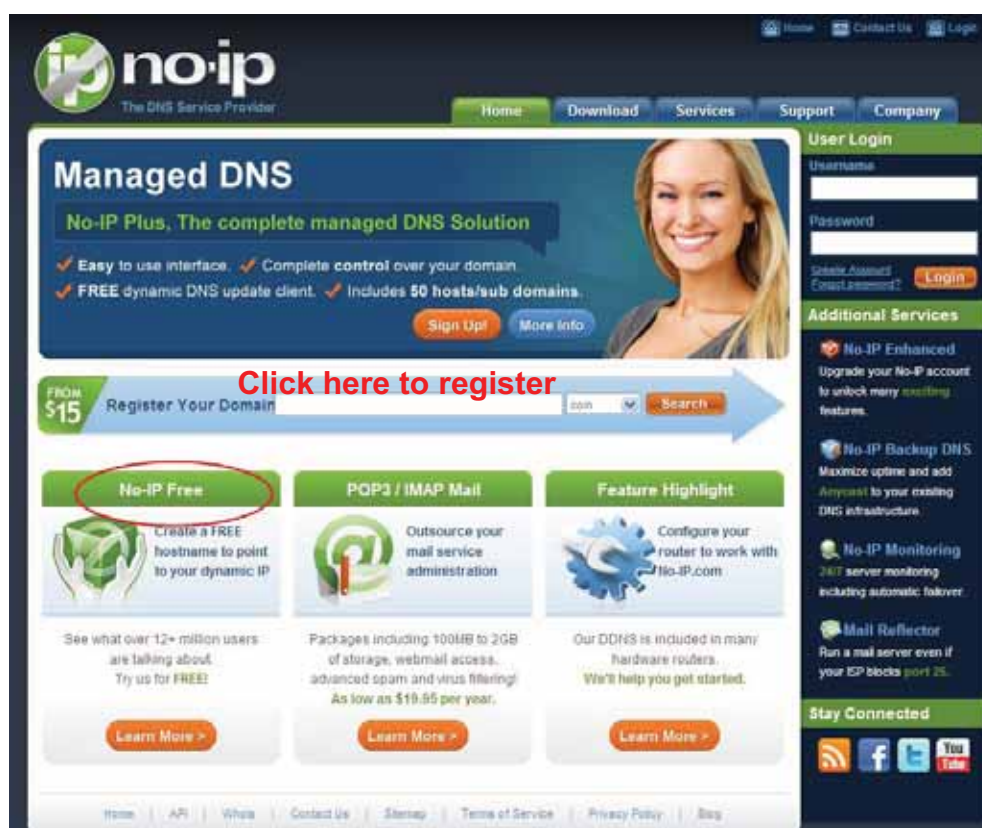 Home Contact Us Login
ip no·ip
The DNS Service Provider
Home Download Services Support Company
Managed DNS
No-IP Plus, The complete managed DNS Solution
Easy to use interface. Complete control over your domain.
FREE dynamic DNS update client. Includes 50 hosts/sub domains.
Sign Up! More Info
Click here to register
FROM
$15
Register Your Domain com Search
No-IP Free
Create a FREE
hostname to point
to your dynamic IP
See what over 12+ million users
are talking about.
Try us for FREE!
Learn More >
POP3 / IMAP Mail
Outsource your
mail service
administration
Packages including 100MB to 2GB
of storage, webmail access,
advanced spam and virus filtering!
As low as $19.95 per year.
Learn More >
Feature Highlight
Configure your
router to work with
No-IP.com
Our DDNS is included in many
hardware routers.
We'll help you get started.
Learn More >
User Login
Username
Password
Create Account
Forgot password?
Login
Additional Services
No-IP Enhanced
Upgrade your No-IP account
to unlock many exciting
features.
No-IP Backup DNS
Maximize uptime and add
Anycast to your existing
DNS infrastructure.
No-IP Monitoring
24/7 server monitoring
including automatic failover.
Mail Reflector
Run a mail server even if
your ISP blocks port 25.
Stay Connected
f t You
Tube
Home | API | Whois | Contact Us | Sitemap | Terms of Service | Privacy Policy | Blog